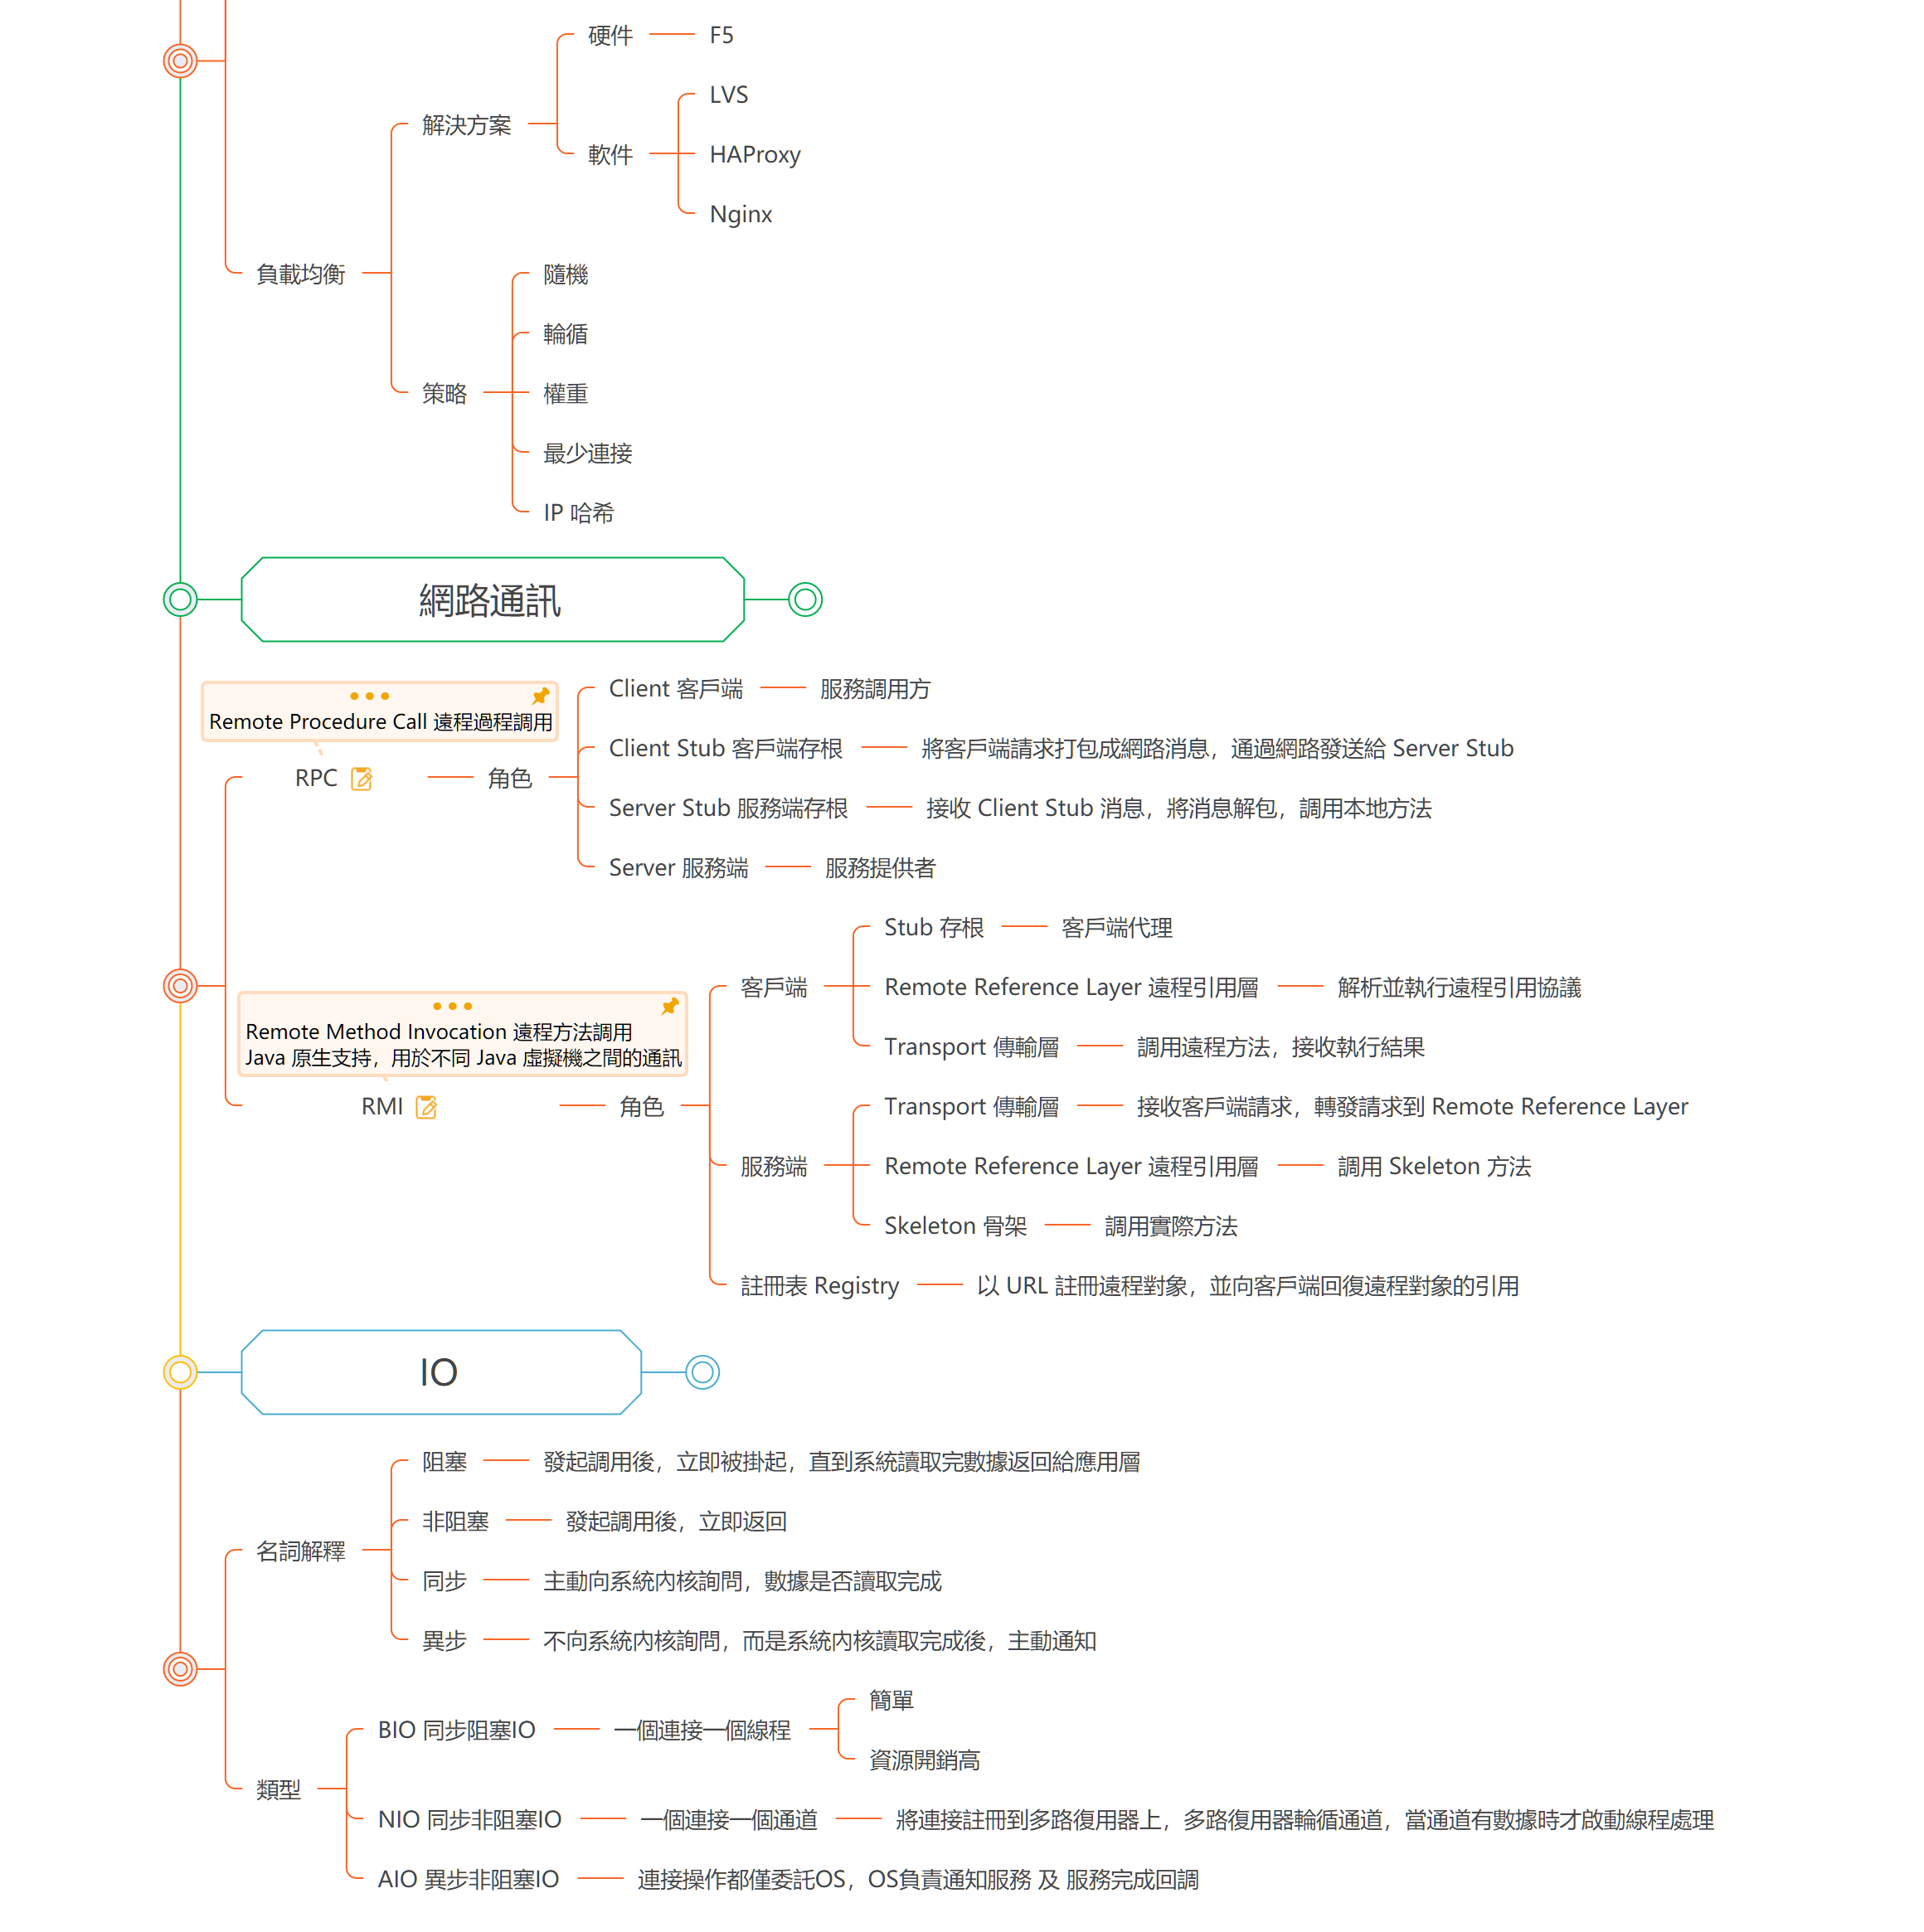 硬件
F5
LVS
解決方案
軟件
HAProxy
Nginx
負載均衡
隨機
輪循
策略
權重
最少連接
IP 哈希
網路通訊
Remote Procedure Call 遠程過程調用
RPC
角色
Client 客戶端
服務調用方
Client Stub 客戶端存根
將客戶端請求打包成網路消息，通過網路發送給 Server Stub
Server Stub 服務端存根
接收 Client Stub 消息，將消息解包，調用本地方法
Server 服務端
服務提供者
Remote Method Invocation 遠程方法調用
Java 原生支持，用於不同 Java 虛擬機之間的通訊
RMI
角色
客戶端
Stub 存根
客戶端代理
Remote Reference Layer 遠程引用層
解析並執行遠程引用協議
Transport 傳輸層
調用遠程方法，接收執行結果
服務端
Transport 傳輸層
接收客戶端請求，轉發請求到 Remote Reference Layer
Remote Reference Layer 遠程引用層
調用 Skeleton 方法
Skeleton 骨架
調用實際方法
註冊表 Registry
以 URL 註冊遠程對象，並向客戶端回復遠程對象的引用
IO
名詞解釋
阻塞
發起調用後，立即被掛起，直到系統讀取完數據返回給應用層
非阻塞
發起調用後，立即返回
同步
主動向系統內核詢問，數據是否讀取完成
異步
不向系統內核詢問，而是系統內核讀取完成後，主動通知
類型
BIO 同步阻塞IO
一個連接一個線程
簡單
資源開銷高
NIO 同步非阻塞IO
一個連接一個通道
將連接註冊到多路復用器上，多路復用器輪循通道，當通道有數據時才啟動線程處理
AIO 異步非阻塞IO
連接操作都僅委託OS，OS負責通知服務 及 服務完成回調